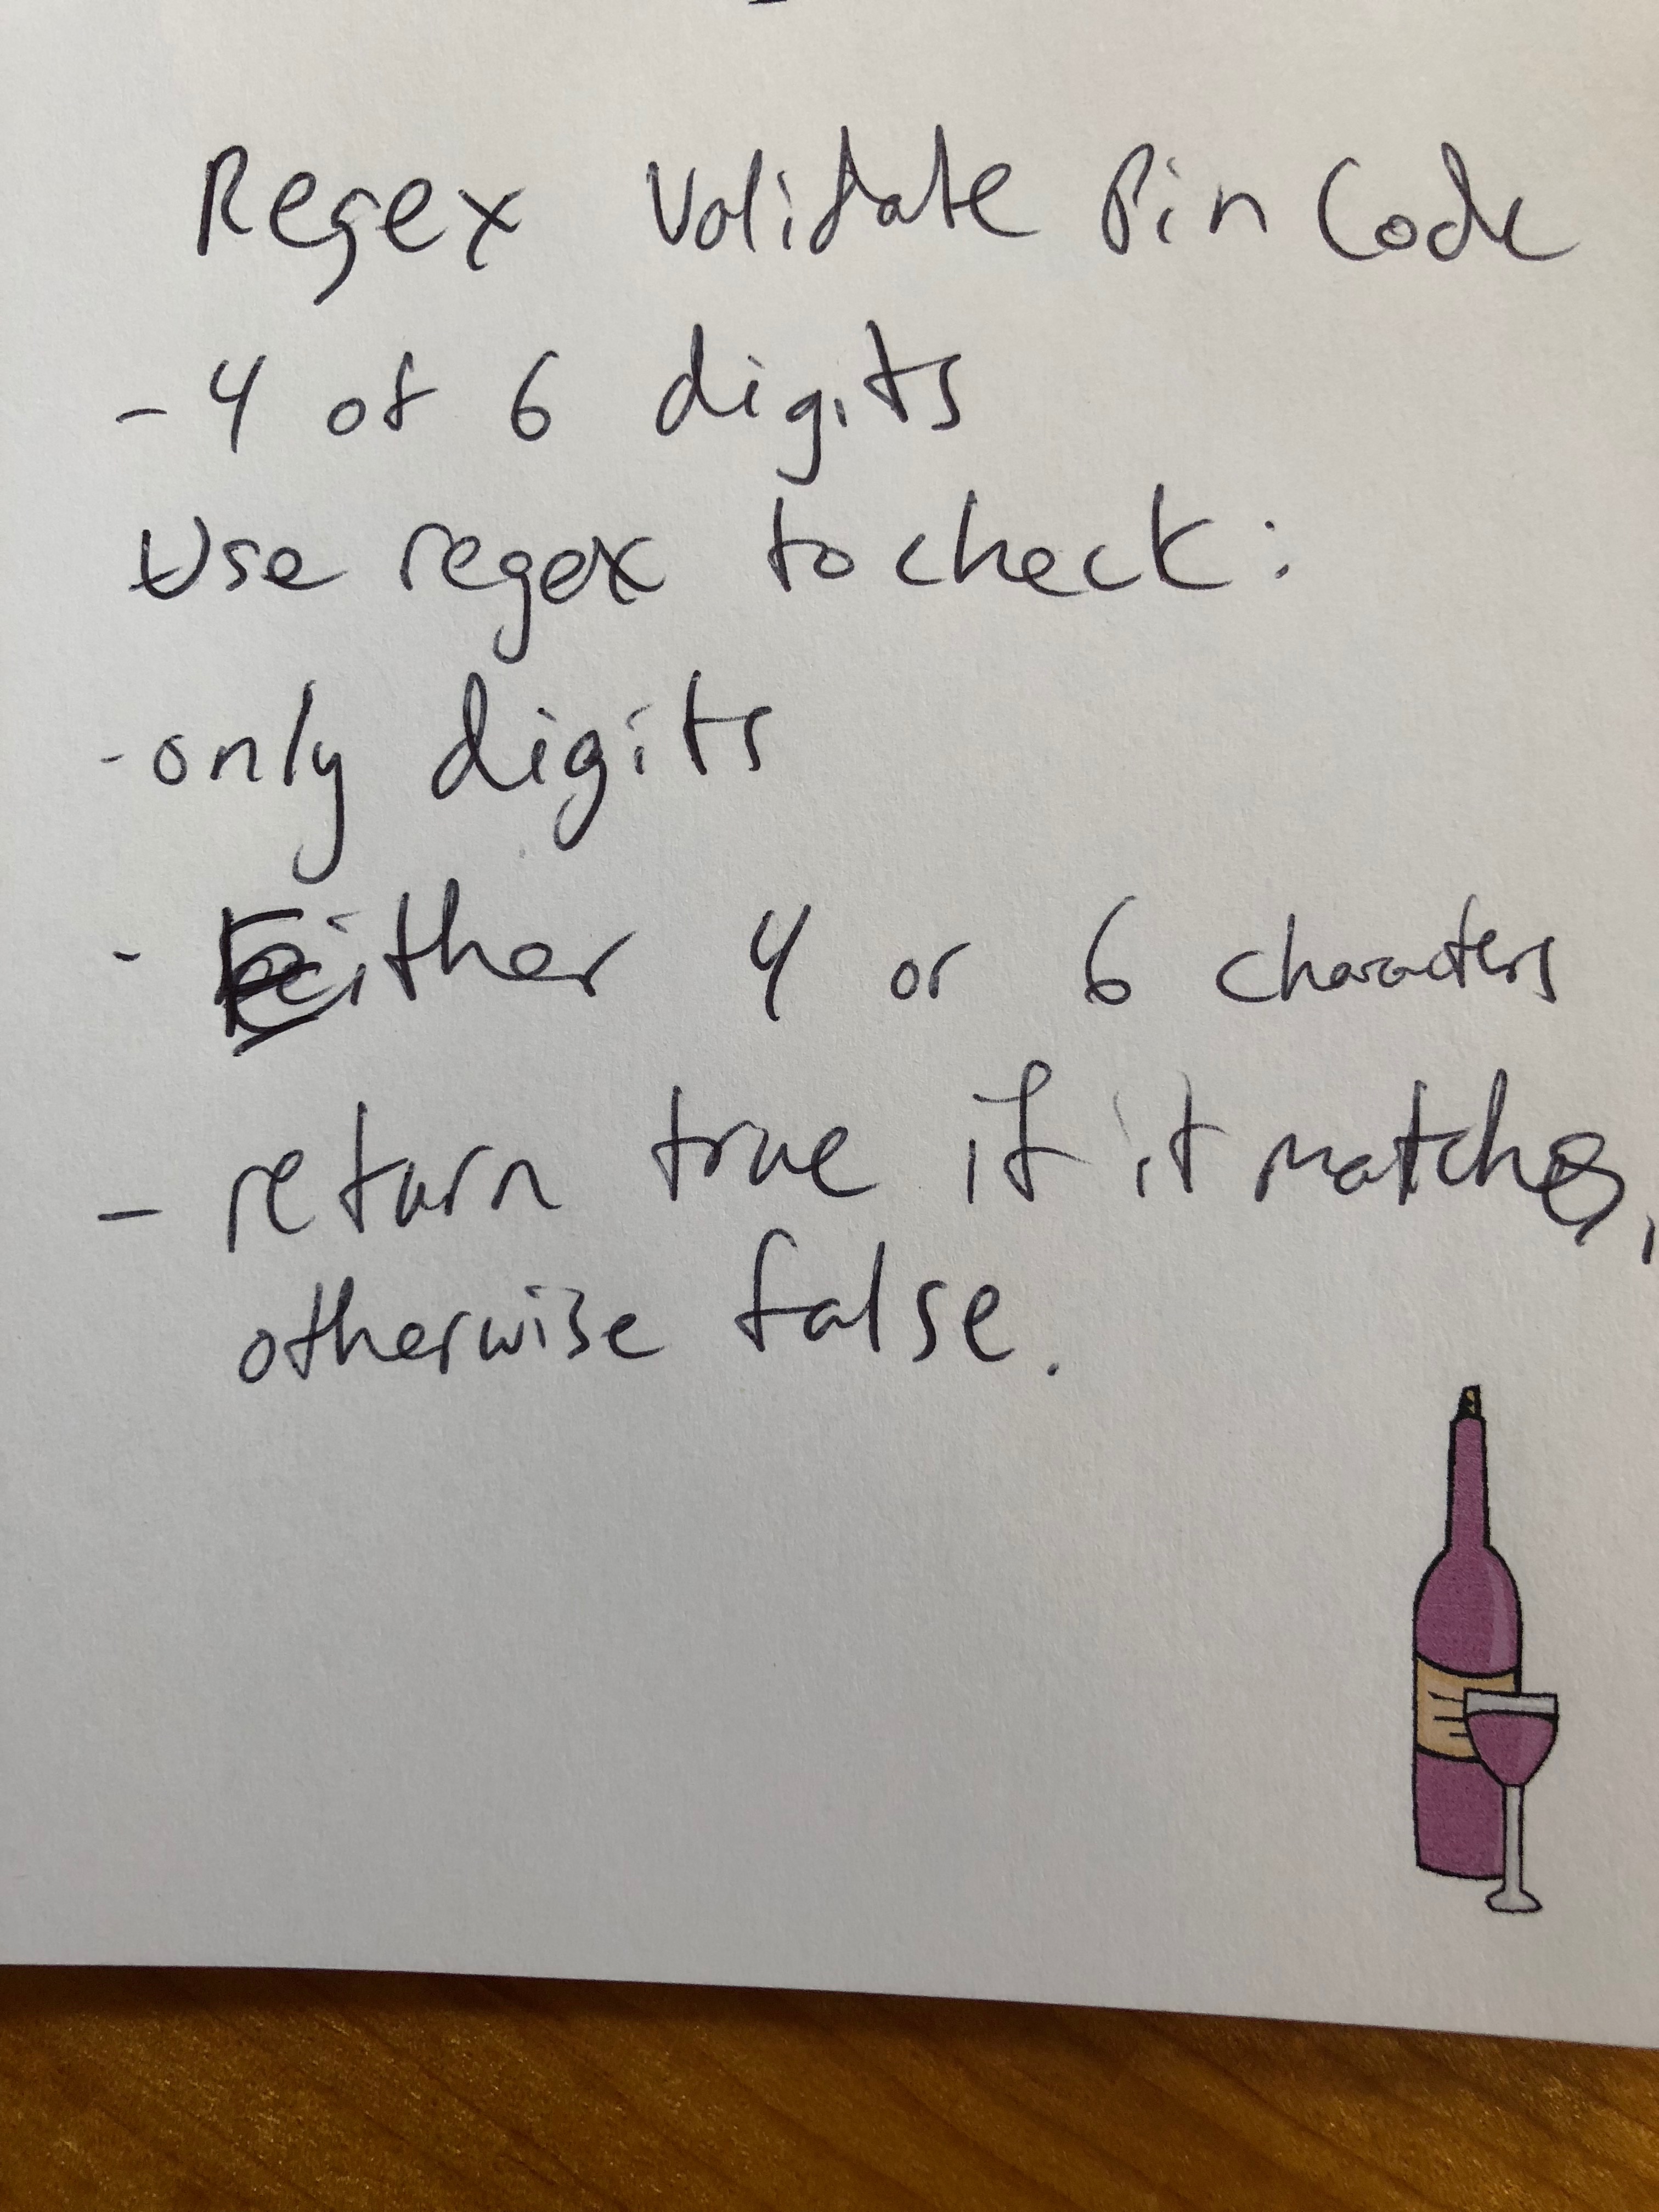 Regex Validate Pin Code
- 4 of 6 digits
Use regex to check:
- only digits
- Either 4 or 6 characters
- return true if it matches,
otherwise false.